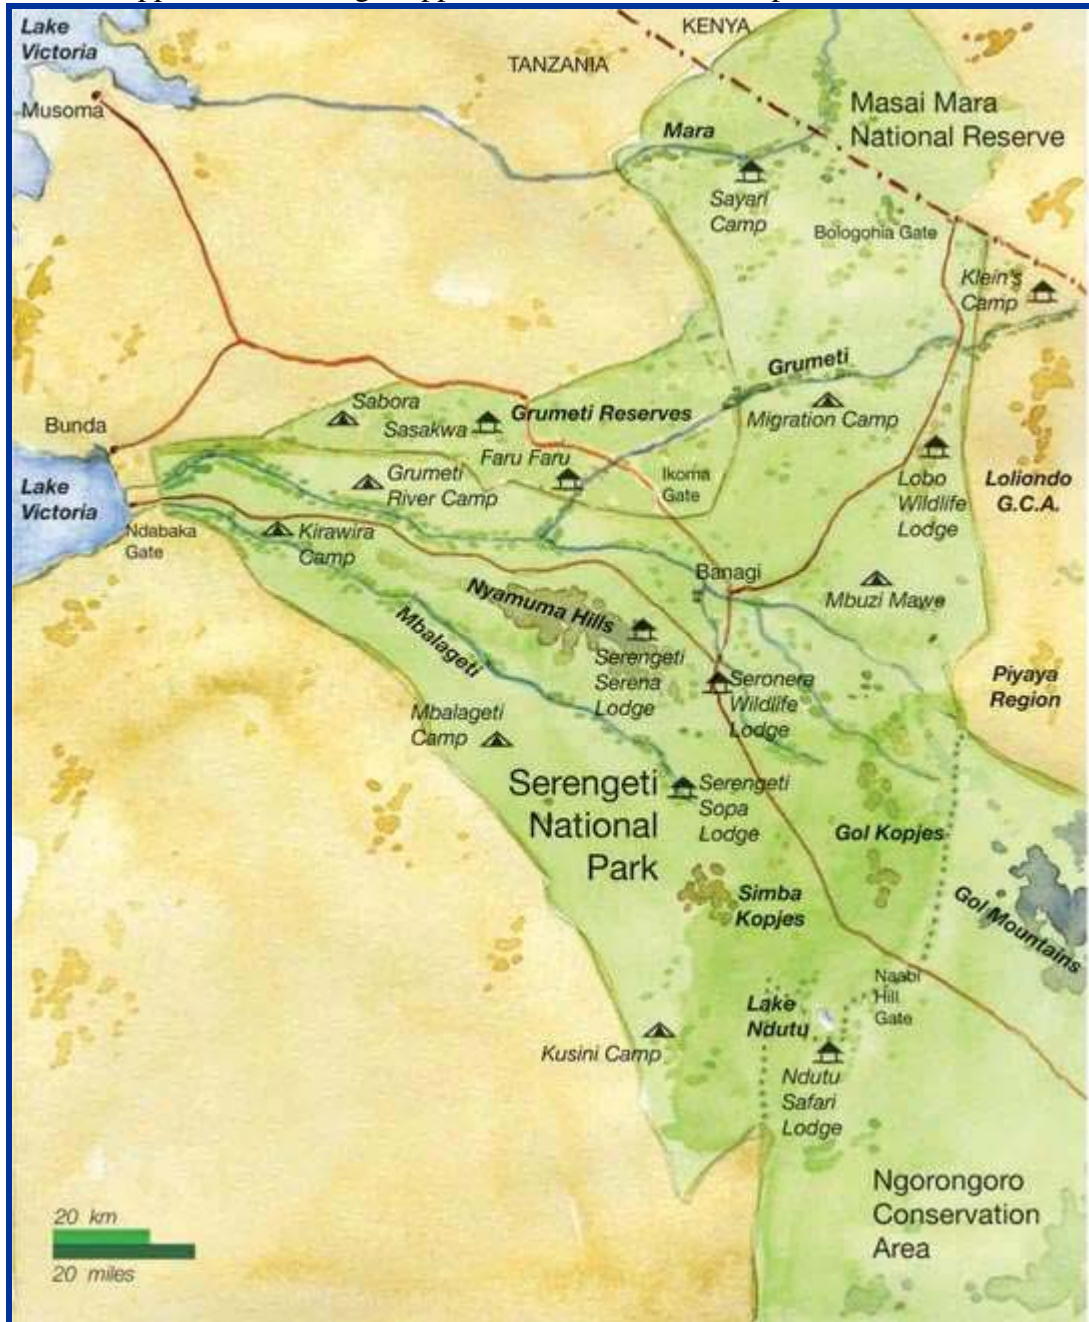 Lake
Victoria
KENYA
TANZANIA
Musoma
Masai Mara
National Reserve
Mara
Sayari
Camp
Bologohia Gate
Klein's
Camp
Grumeti
Migration Camp
Sabora
Sasakwa
Grumeti Reserves
Bunda
Faru Faru
Ikoma
Gate
Grumeti
River Camp
Lobo
Wildlife
Lodge
Loliondo
G.C.A.
Lake
Victoria
Ndabaka
Gate
Kirawira
Camp
Banagi
Mbuzi Mawe
Nyamuma Hills
Mbalageti
Serengeti
Serena
Lodge
Seronera
Wildlife
Lodge
Piyaya
Region
Mbalageti
Camp
Serengeti
National
Park
Serengeti
Sopa
Lodge
Gol Kopjes
Simba
Kopjes
Gol Mountains
Naabi
Hill
Gate
Lake
Ndutu
Kusini Camp
Ndutu
Safari
Lodge
Ngorongoro
Conservation
Area
20 km
20 miles